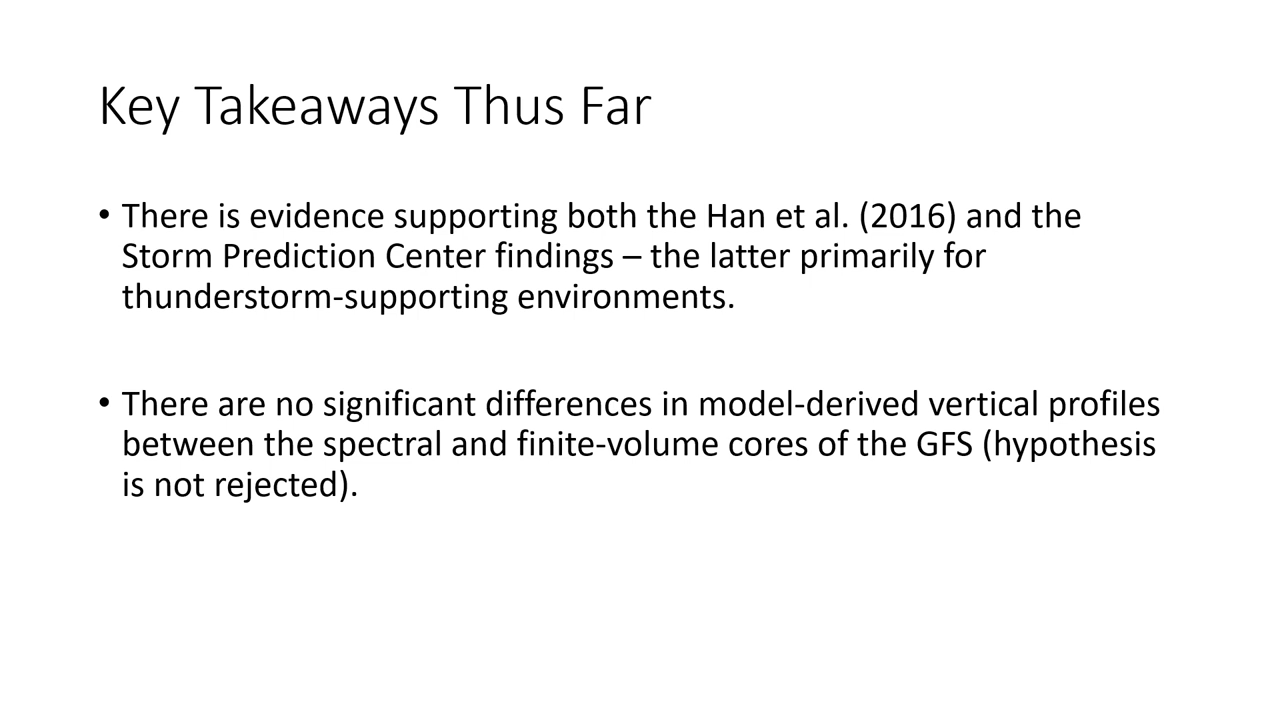 Key Takeaways Thus Far
• There is evidence supporting both the Han et al. (2016) and the
Storm Prediction Center findings – the latter primarily for
thunderstorm-supporting environments.
• There are no significant differences in model-derived vertical profiles
between the spectral and finite-volume cores of the GFS (hypothesis
is not rejected).